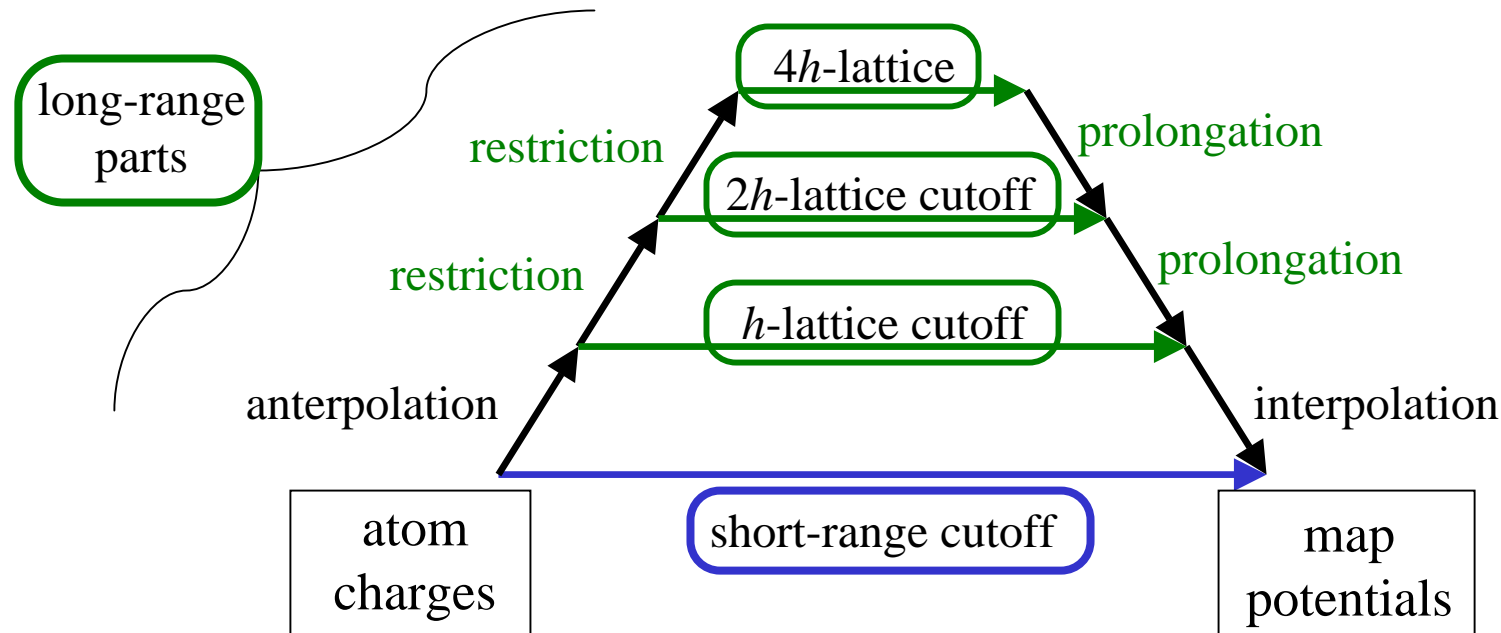 4h-lattice
long-range
parts
restriction
prolongation
2h-lattice cutoff
restriction
prolongation
h-lattice cutoff
anterpolation
interpolation
short-range cutoff
atom
charges
map
potentials